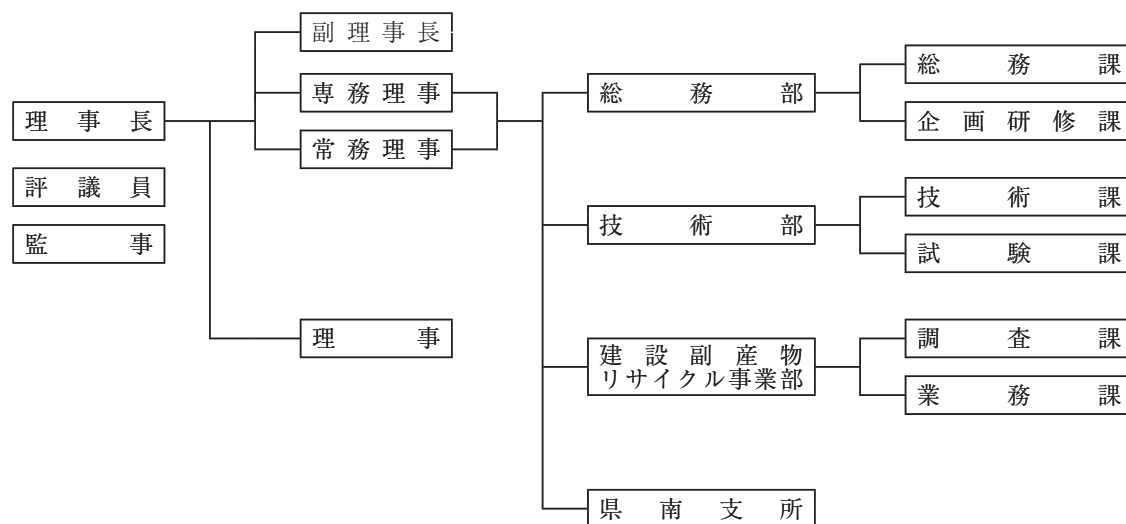 理事長
評議員
監事
副理事長
専務理事
常務理事
理事
総務部
技術部
建設副産物
リサイクル事業部
県南支所
総務課
企画研修課
技術課
試験課
調査課
業務課